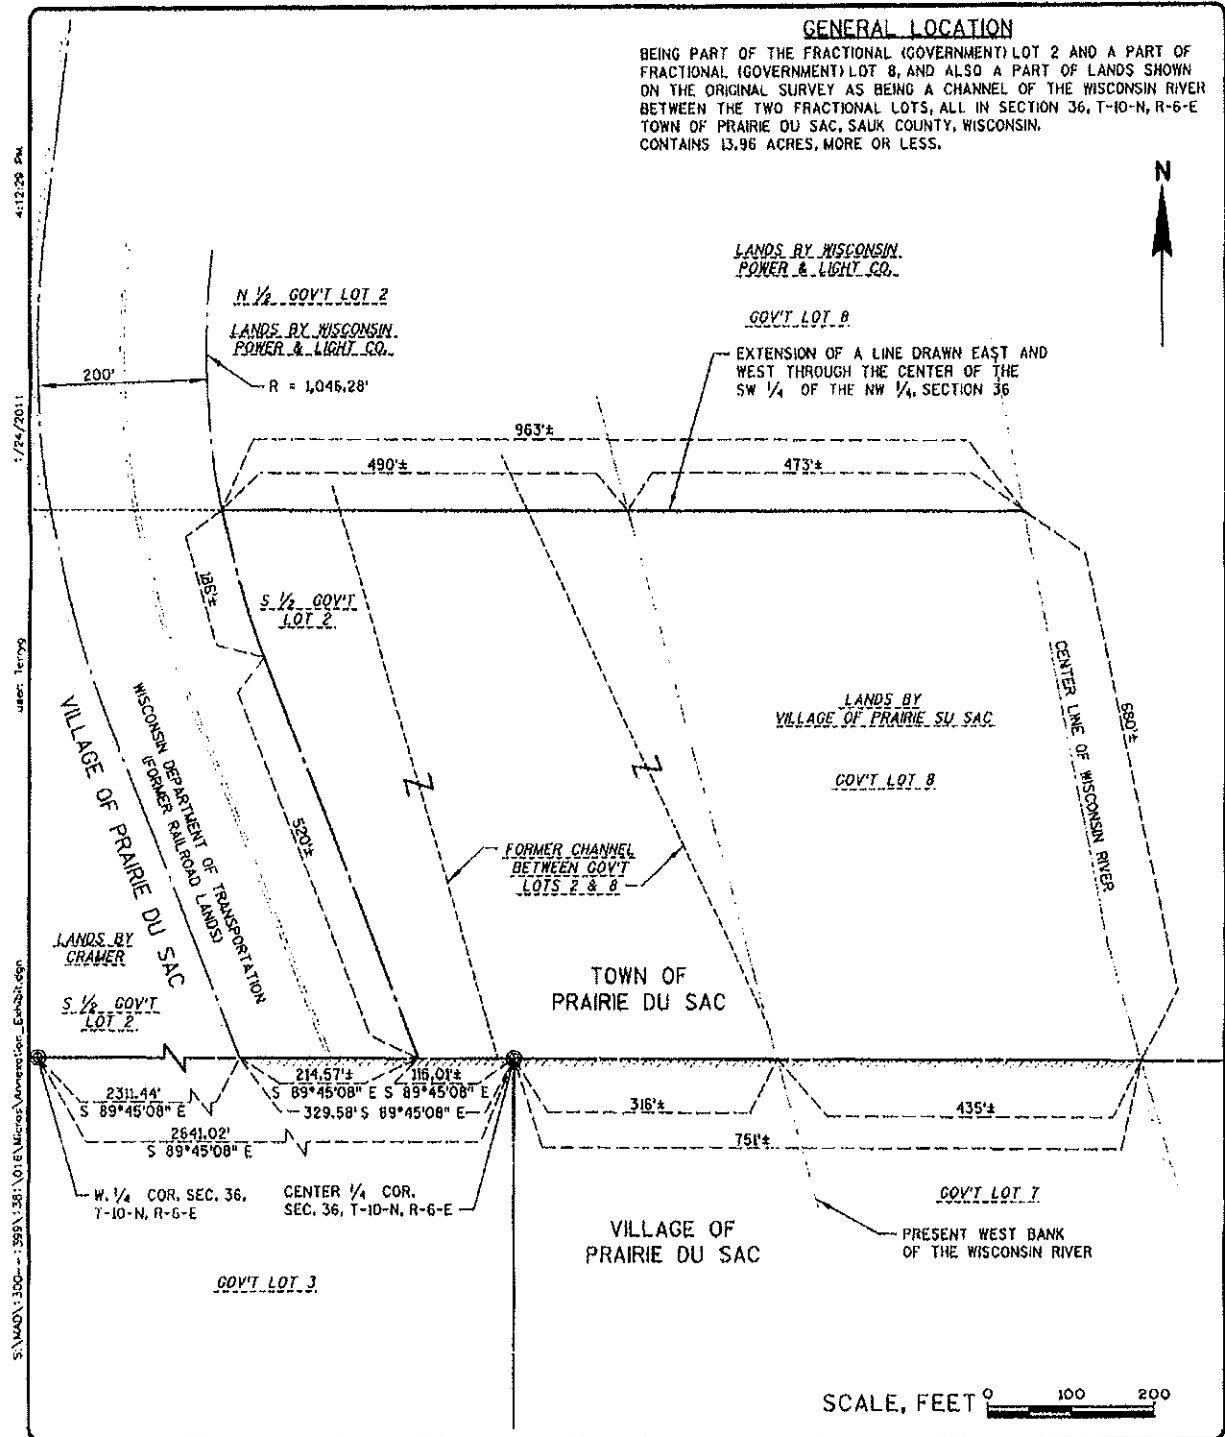 GENERAL LOCATION
BEING PART OF THE FRACTIONAL (GOVERNMENT) LOT 2 AND A PART OF
FRACTIONAL (GOVERNMENT) LOT 8, AND ALSO A PART OF LANDS SHOWN
ON THE ORIGINAL SURVEY AS BEING A CHANNEL OF THE WISCONSIN RIVER
BETWEEN THE TWO FRACTIONAL LOTS, ALL IN SECTION 36, T-10-N, R-6-E
TOWN OF PRAIRIE DU SAC, SAUK COUNTY, WISCONSIN.
CONTAINS 13.96 ACRES, MORE OR LESS.
4:12:29 PM
N
LANDS BY WISCONSIN
POWER & LIGHT CO.
GOV'T LOT 8
N 1/2 GOV'T LOT 2
LANDS BY WISCONSIN
POWER & LIGHT CO.
R = 1,046.28'
200'
EXTENSION OF A LINE DRAWN EAST AND
WEST THROUGH THE CENTER OF THE
SW 1/4 OF THE NW 1/4, SECTION 36
1/24/2011
963'±
490'±
473'±
186'±
S 1/2 GOV'T
LOT 2
user: Terryg
CENTER LINE OF WISCONSIN RIVER
680'±
LANDS BY
VILLAGE OF PRAIRIE SU SAC
GOV'T LOT 8
VILLAGE OF PRAIRIE DU SAC
WISCONSIN DEPARTMENT OF TRANSPORTATION
(FORMER RAILROAD LANDS)
520'±
FORMER CHANNEL
BETWEEN GOV'T
LOTS 2 & 8
LANDS BY
CRAMER
S 1/2 GOV'T
LOT 2
TOWN OF
PRAIRIE DU SAC
214.57'±
S 89°45'08" E
115.01'±
S 89°45'08" E
2311.44'
S 89°45'08" E
329.58' S 89°45'08" E
2641.02'
S 89°45'08" E
316'±
435'±
751'±
W. 1/4 COR. SEC. 36,
T-10-N, R-6-E
CENTER 1/4 COR.
SEC. 36, T-10-N, R-6-E
GOV'T LOT 7
VILLAGE OF
PRAIRIE DU SAC
PRESENT WEST BANK
OF THE WISCONSIN RIVER
GOV'T LOT 3
SCALE, FEET 0 100 200